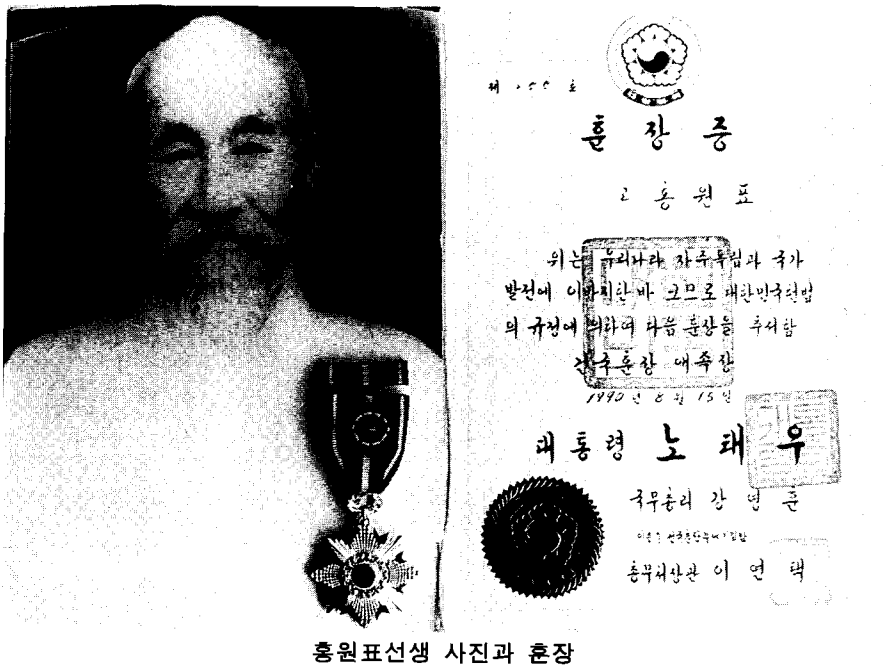 훈장증
고 홍원표
위는 우리나라 자주독립과 국가
발전에 이바지한바 크므로 대한민국헌법
의 규정에 의하여 다음 훈장을 추서함
건국훈장 애족장
1990년 8월 15일
대통령 노태우
국무총리 강영훈
총무처장관 이연택
홍원표선생 사진과 훈장